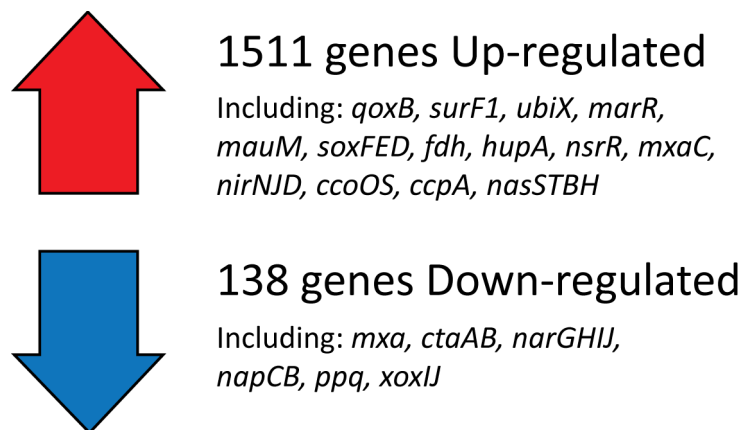 1511 genes Up-regulated
Including: qoxB, surF1, ubiX, marR,
mauM, soxFED, fdh, hupA, nsrR, mxaC,
nirNJD, ccoOS, ccpA, nasSTBH
138 genes Down-regulated
Including: mxa, ctaAB, narGHIJ,
napCB, ppq, xoxIJ